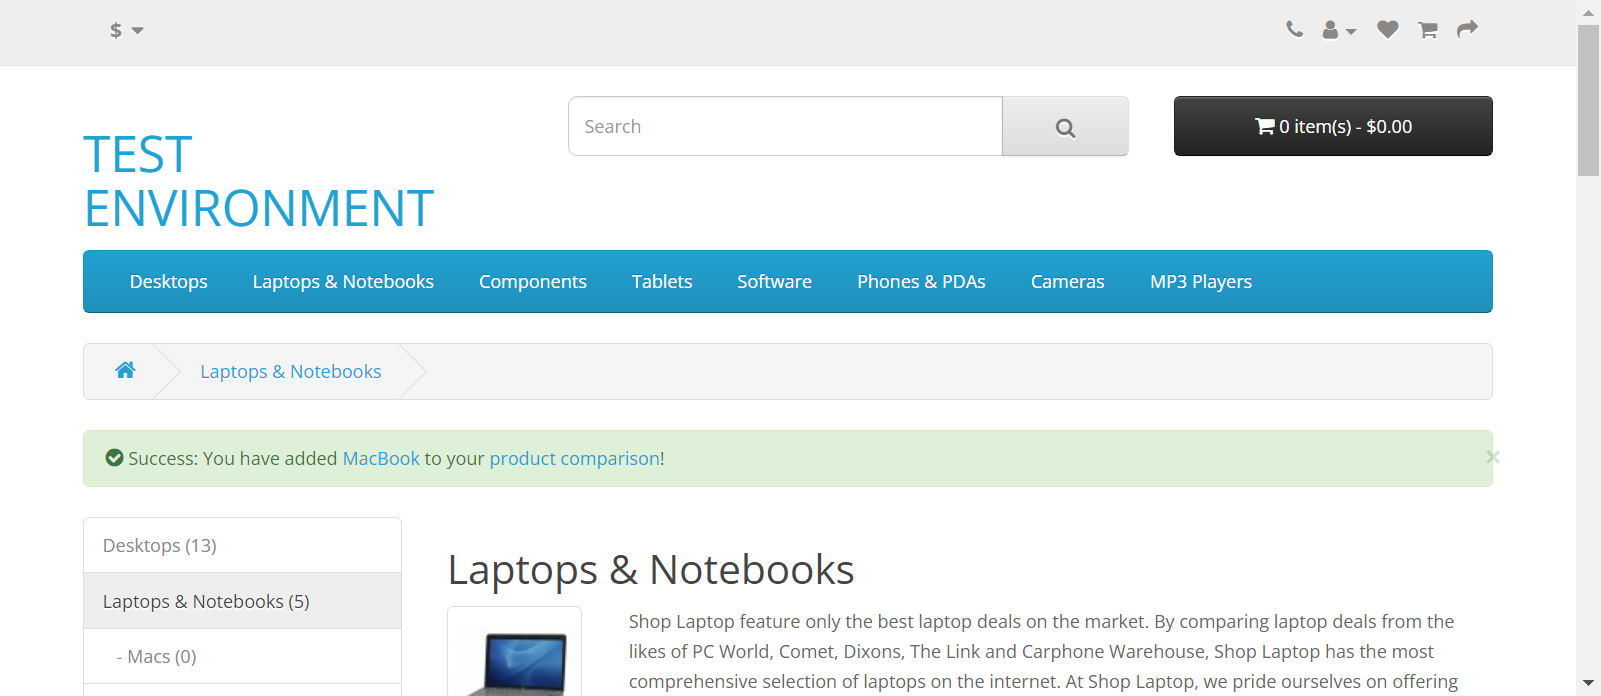 $
Search
0 item(s) - $0.00
TEST
ENVIRONMENT
Desktops
Laptops & Notebooks
Components
Tablets
Software
Phones & PDAs
Cameras
MP3 Players
Laptops & Notebooks
Success: You have added MacBook to your product comparison!
×
Desktops (13)
Laptops & Notebooks (5)
- Macs (0)
Laptops & Notebooks
Shop Laptop feature only the best laptop deals on the market. By comparing laptop deals from the
likes of PC World, Comet, Dixons, The Link and Carphone Warehouse, Shop Laptop has the most
comprehensive selection of laptops on the internet. At Shop Laptop, we pride ourselves on offering